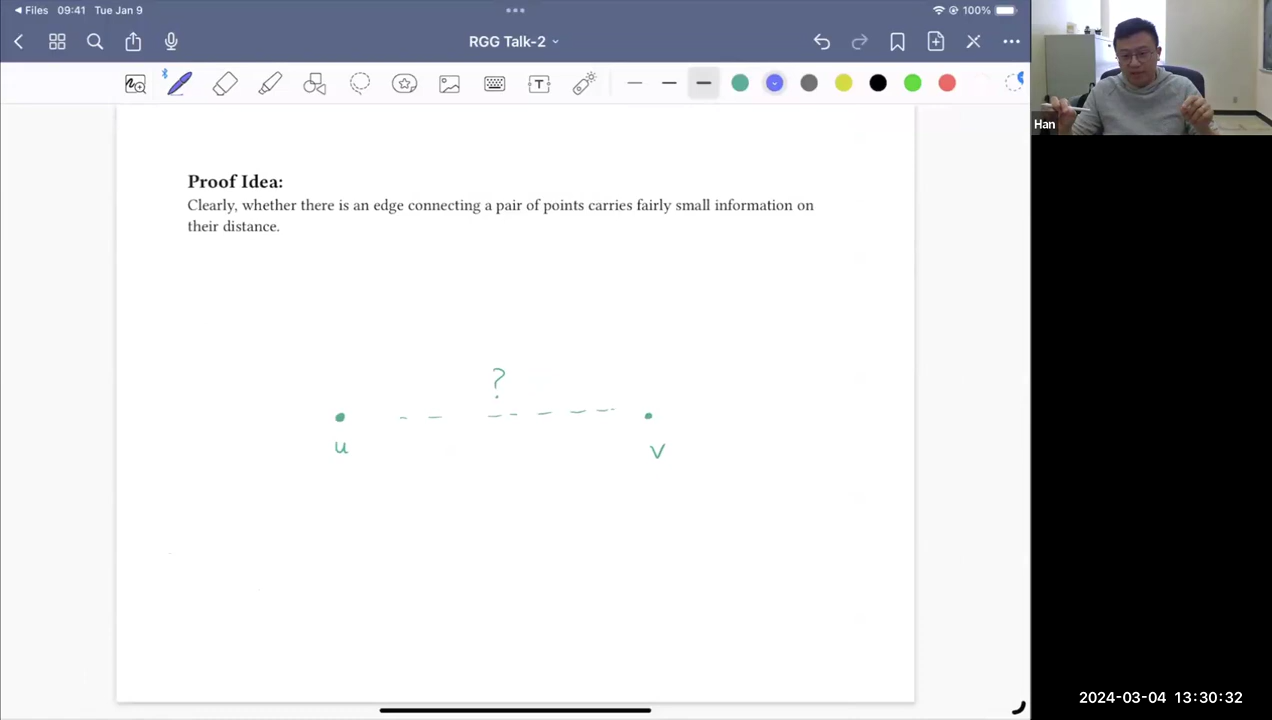 Files 09:41 Tue Jan 9 100%
RGG Talk-2
T
Han
Proof Idea:
Clearly, whether there is an edge connecting a pair of points carries fairly small information on
their distance.
?
u
v
2024-03-04 13:30:32